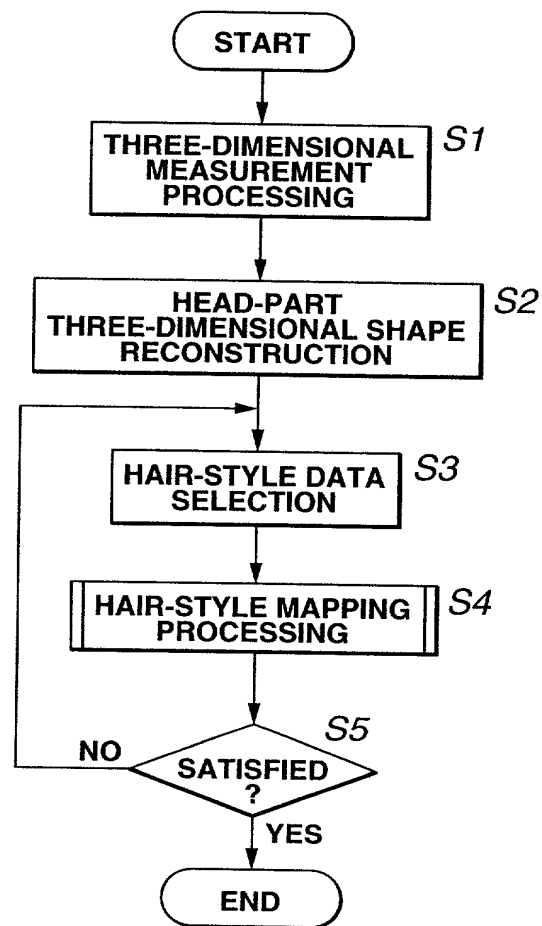 START
THREE-DIMENSIONAL
MEASUREMENT
PROCESSING
S1
HEAD-PART
THREE-DIMENSIONAL SHAPE
RECONSTRUCTION
S2
HAIR-STYLE DATA
SELECTION
S3
HAIR-STYLE MAPPING
PROCESSING
S4
S5
SATISFIED
?
NO
YES
END